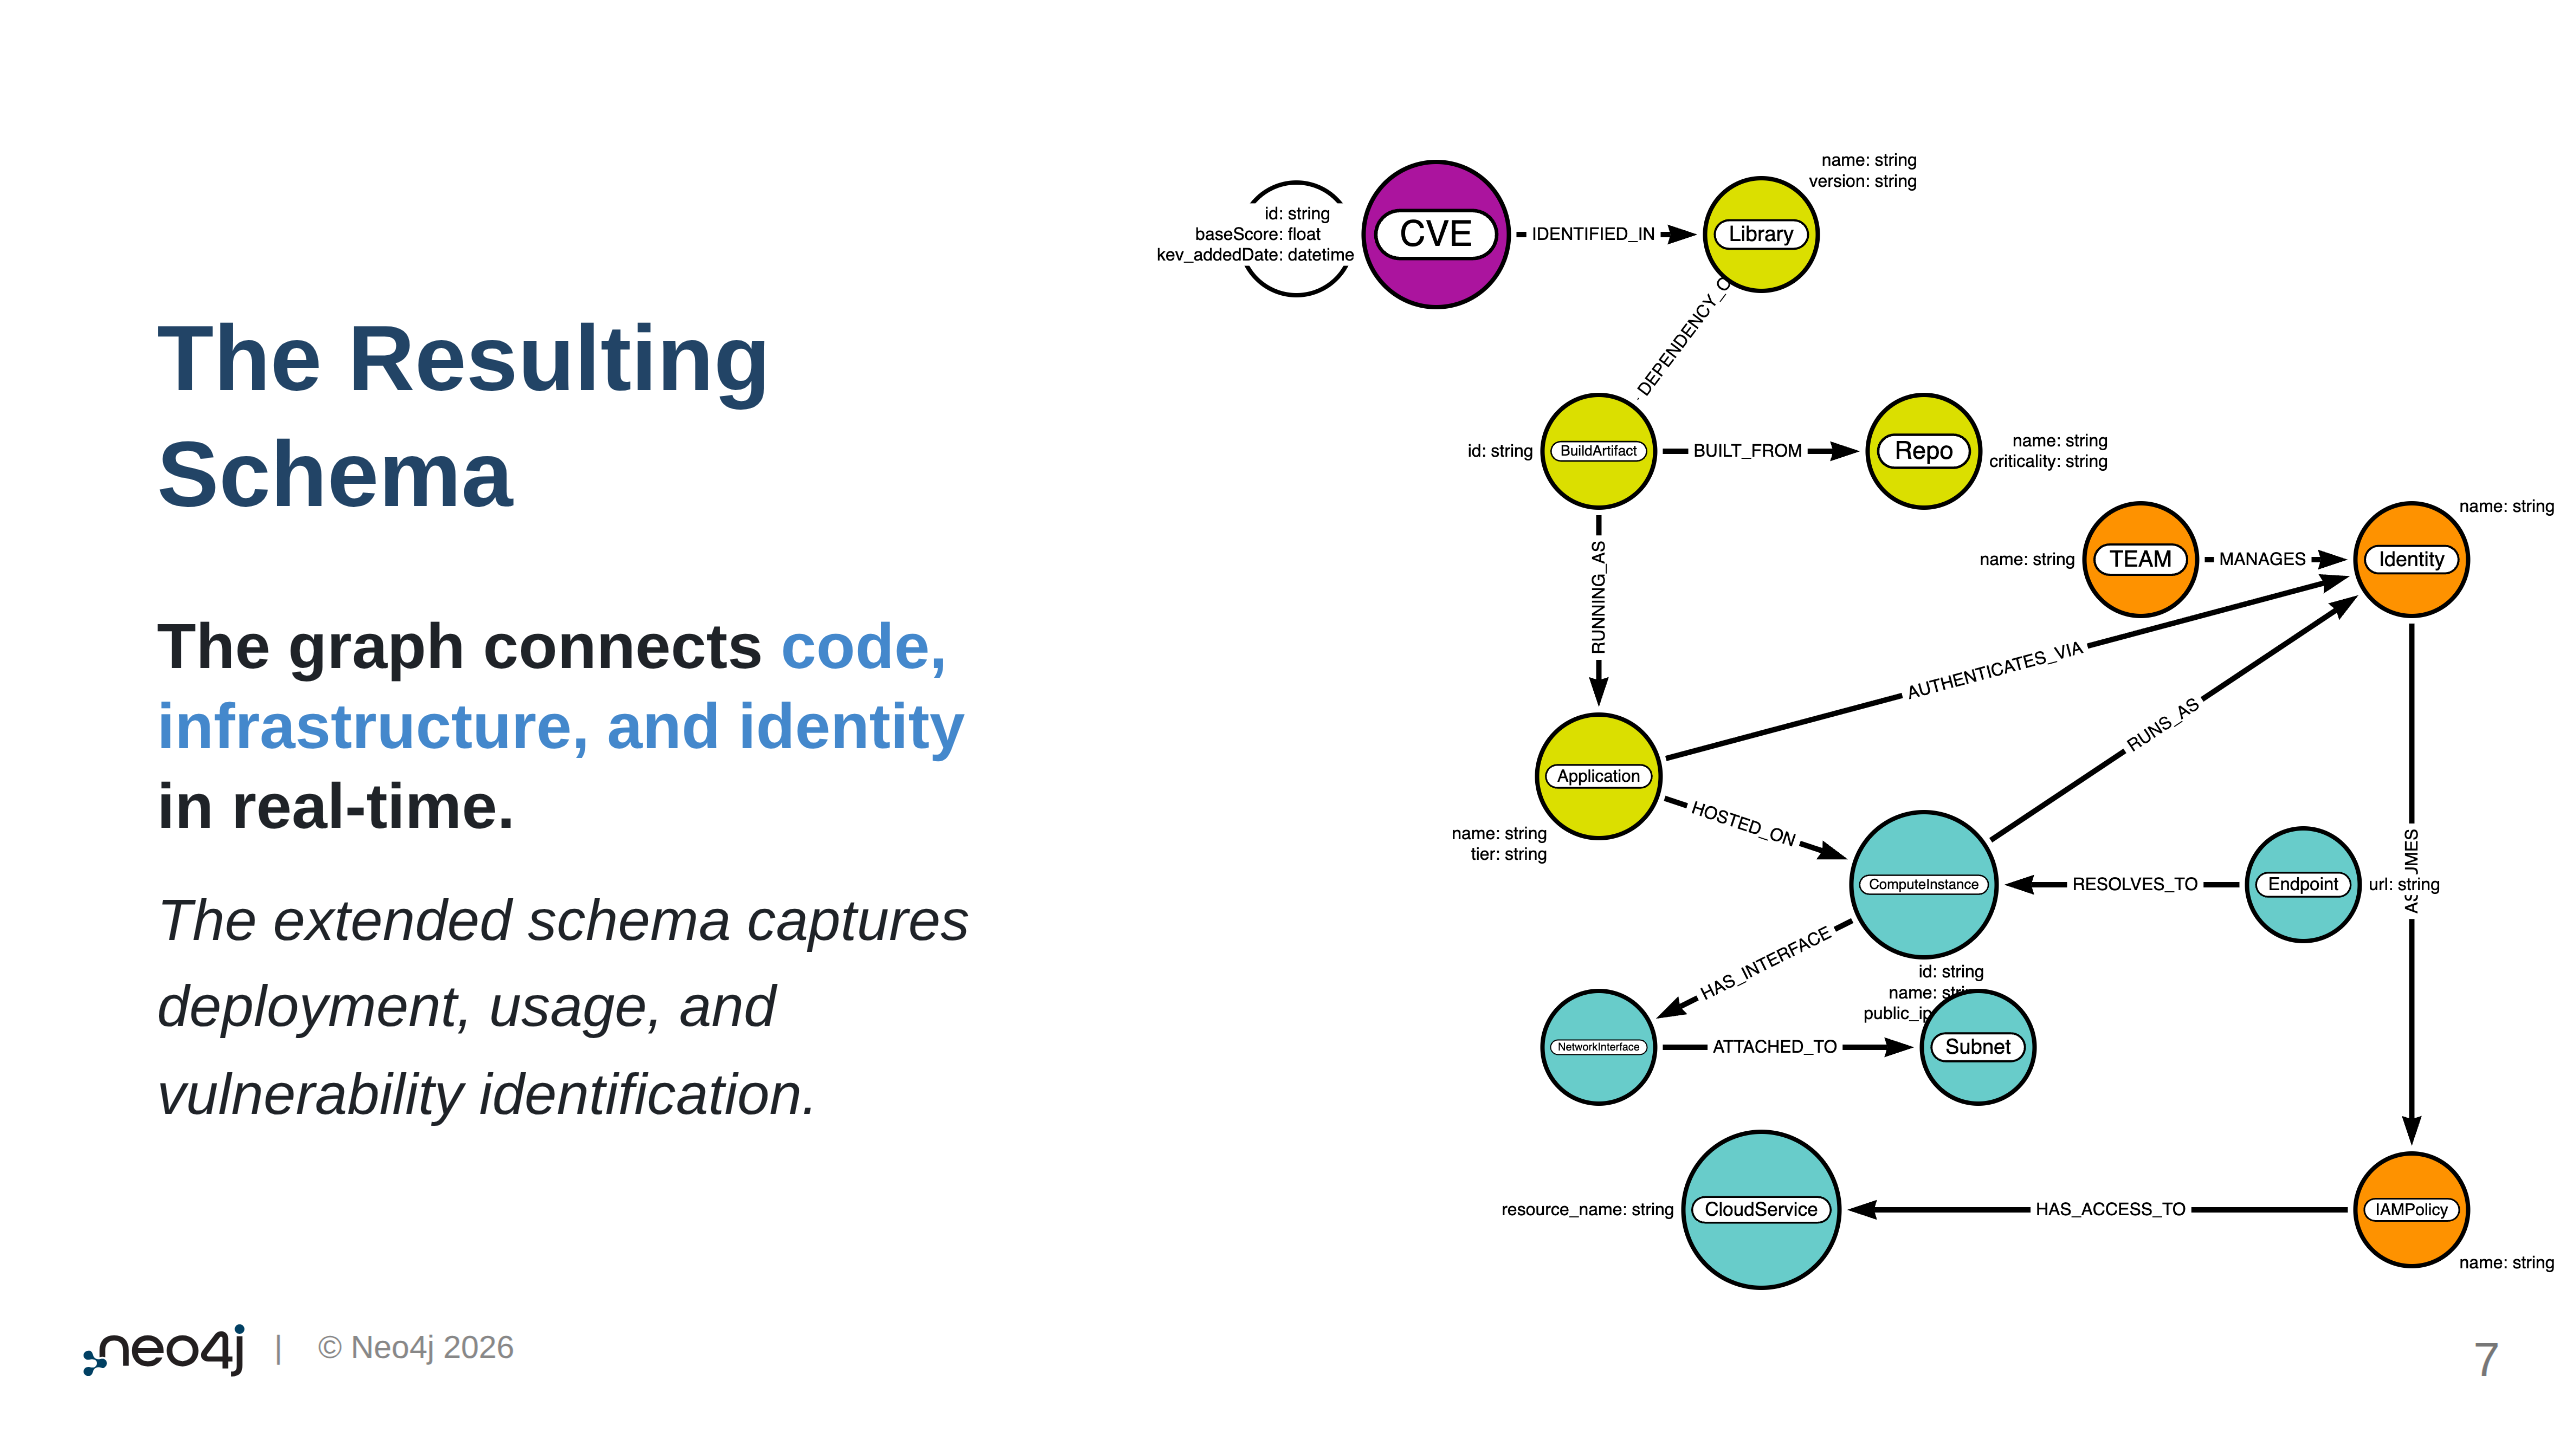 The Resulting
Schema
The graph connects code,
infrastructure, and identity
in real-time.
The extended schema captures
deployment, usage, and
vulnerability identification.
id: string
baseScore: float
kev_addedDate: datetime
CVE
IDENTIFIED_IN
Library
name: string
version: string
id: string
BuildArtifact
BUILT_FROM
Repo
name: string
criticality: string
RUNNING_AS
name: string
TEAM
MANAGES
Identity
name: string
AUTHENTICATES_VIA
RUNS_AS
Application
name: string
tier: string
HOSTED_ON
ComputeInstance
RESOLVES_TO
Endpoint
url: string
HAS_INTERFACE
id: string
name:
public_ip
NetworkInterface
ATTACHED_TO
Subnet
resource_name: string
CloudService
HAS_ACCESS_TO
IAMPolicy
name: string
neo4j | © Neo4j 2026
7